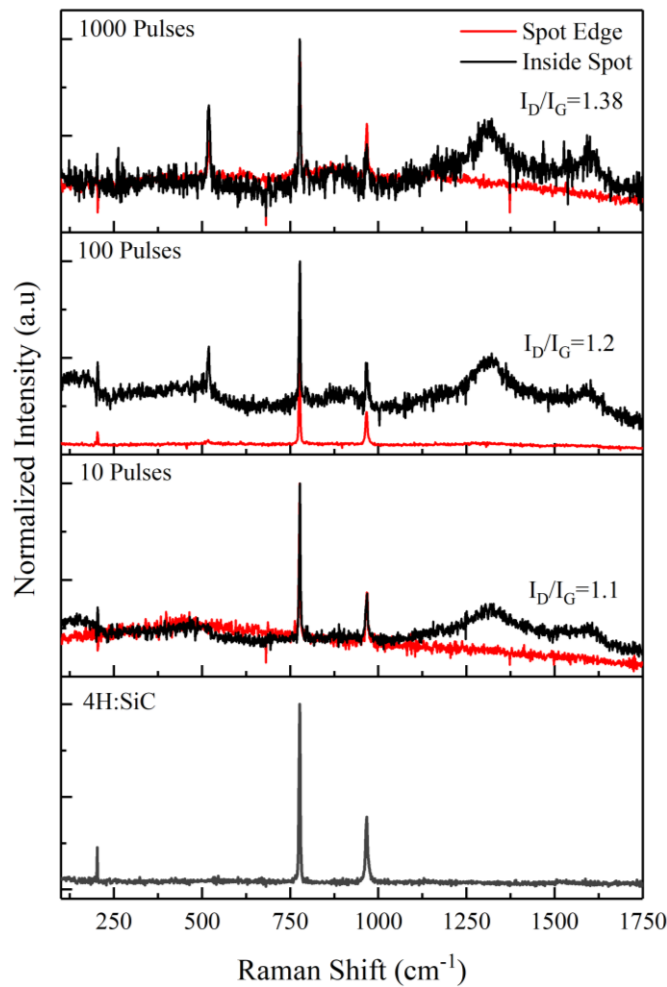 1000 Pulses
Spot Edge
Inside Spot
I_D/I_G=1.38
100 Pulses
I_D/I_G=1.2
10 Pulses
I_D/I_G=1.1
4H:SiC
250 500 750 1000 1250 1500 1750
Raman Shift (cm⁻¹)
Normalized Intensity (a.u)